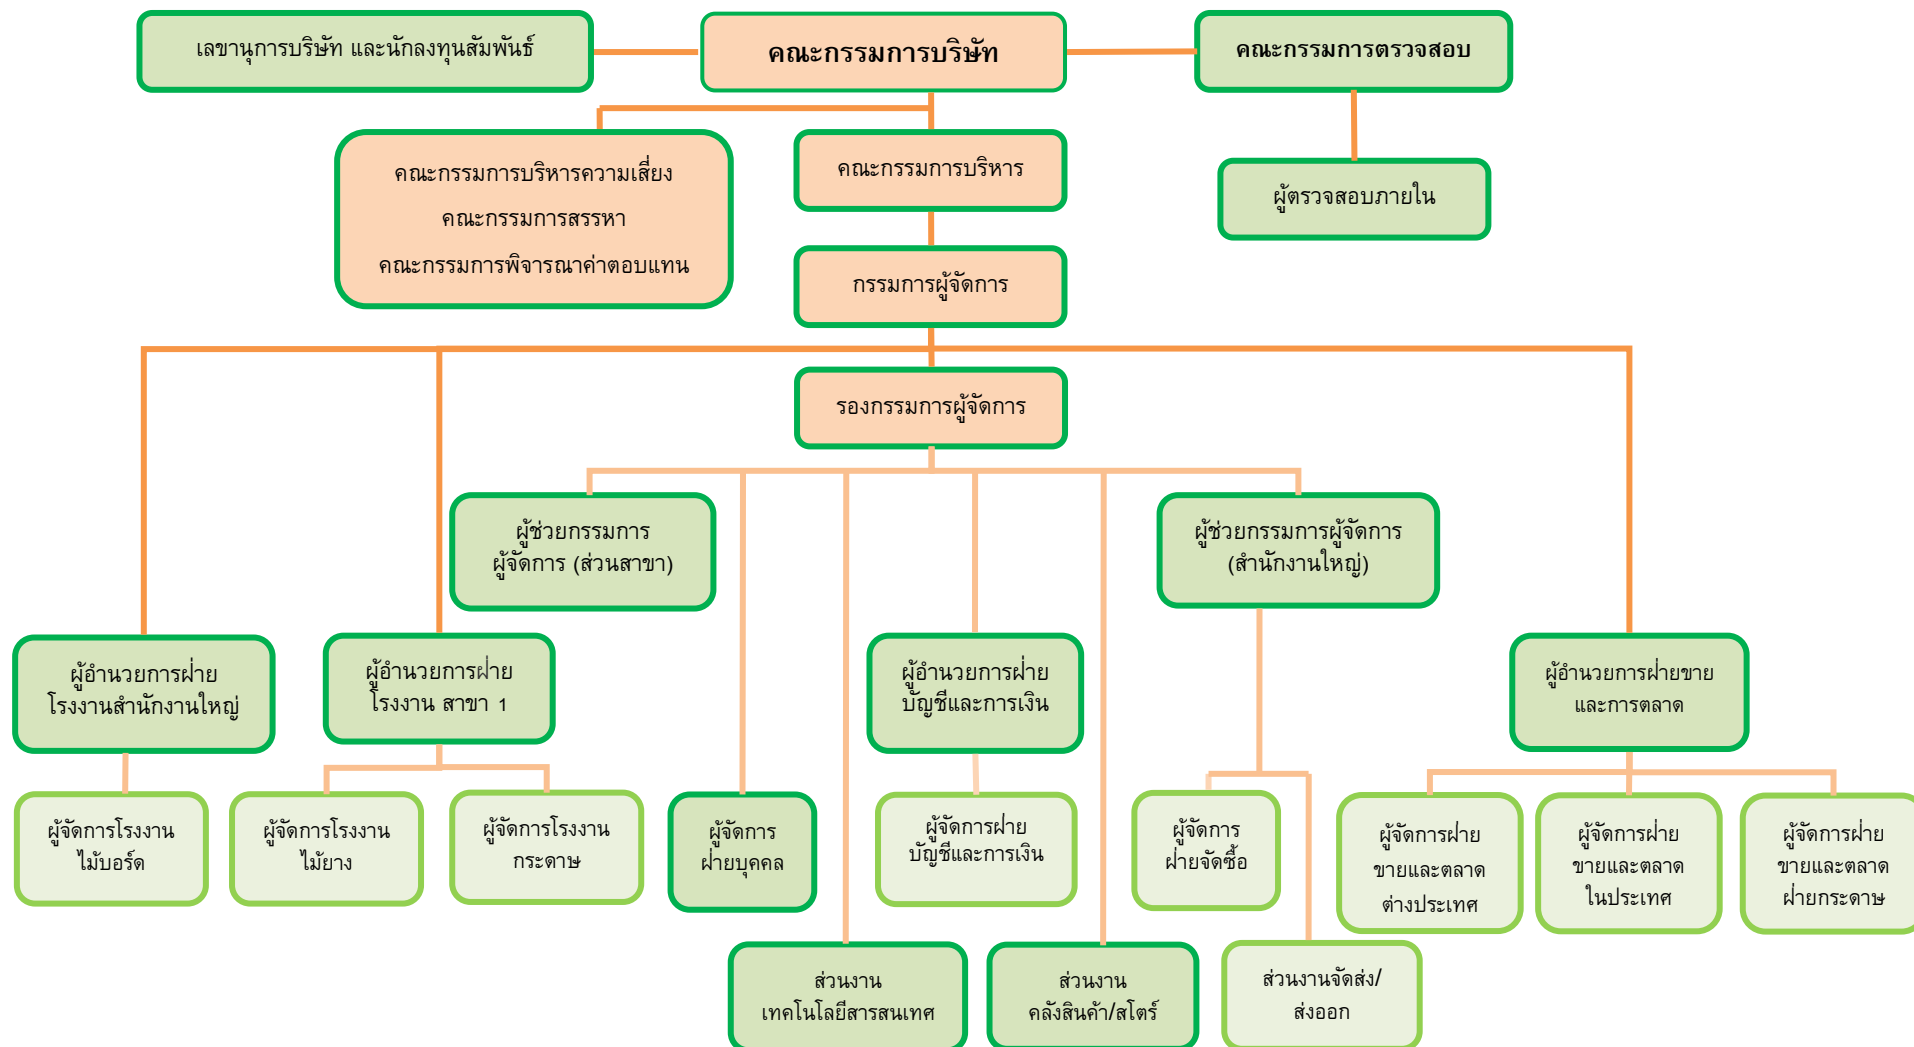 เลขานุการบริษัท และนักลงทุนสัมพันธ์
คณะกรรมการบริษัท
คณะกรรมการตรวจสอบ
คณะกรรมการบริหารความเสี่ยง
คณะกรรมการสรรหา
คณะกรรมการพิจารณาค่าตอบแทน
คณะกรรมการบริหาร
ผู้ตรวจสอบภายใน
กรรมการผู้จัดการ
รองกรรมการผู้จัดการ
ผู้ช่วยกรรมการ
ผู้จัดการ (ส่วนสาขา)
ผู้ช่วยกรรมการผู้จัดการ
(สำนักงานใหญ่)
ผู้อำนวยการฝ่าย
โรงงานสำนักงานใหญ่
ผู้อำนวยการฝ่าย
โรงงาน สาขา 1
ผู้อำนวยการฝ่าย
บัญชีและการเงิน
ผู้อำนวยการฝ่ายขาย
และการตลาด
ผู้จัดการโรงงาน
ไม้บอร์ด
ผู้จัดการโรงงาน
ไม้ยาง
ผู้จัดการโรงงาน
กระดาษ
ผู้จัดการ
ฝ่ายบุคคล
ผู้จัดการฝ่าย
บัญชีและการเงิน
ผู้จัดการ
ฝ่ายจัดซื้อ
ผู้จัดการฝ่าย
ขายและตลาด
ต่างประเทศ
ผู้จัดการฝ่าย
ขายและตลาด
ในประเทศ
ผู้จัดการฝ่าย
ขายและตลาด
ฝ่ายกระดาษ
ส่วนงาน
เทคโนโลยีสารสนเทศ
ส่วนงาน
คลังสินค้า/สโตร์
ส่วนงานจัดส่ง/
ส่งออก